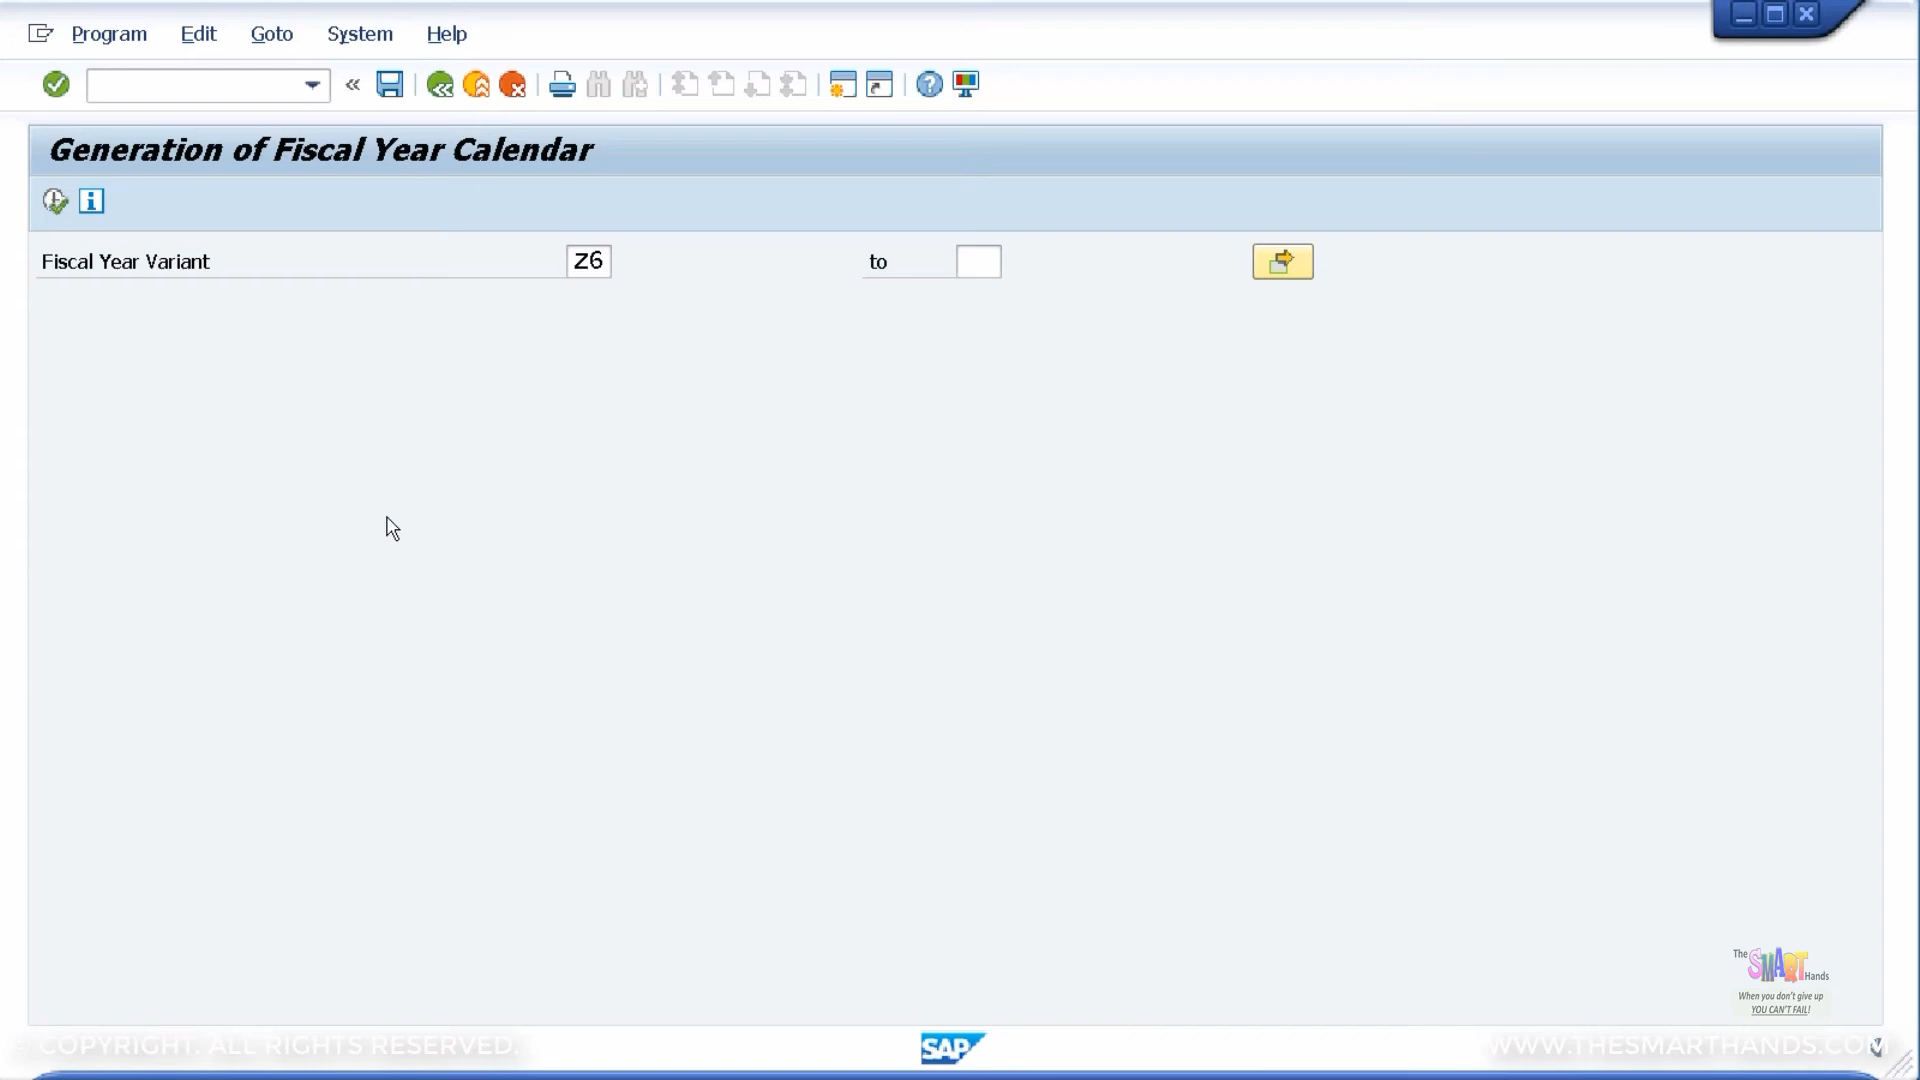 Program Edit Goto System Help
Generation of Fiscal Year Calendar
Fiscal Year Variant Z6 to
The SMART Hands
When you don't give up
YOU CAN'T FAIL!
SAP
© COPYRIGHT. ALL RIGHTS RESERVED.
WWW.THESMARTHANDS.COM